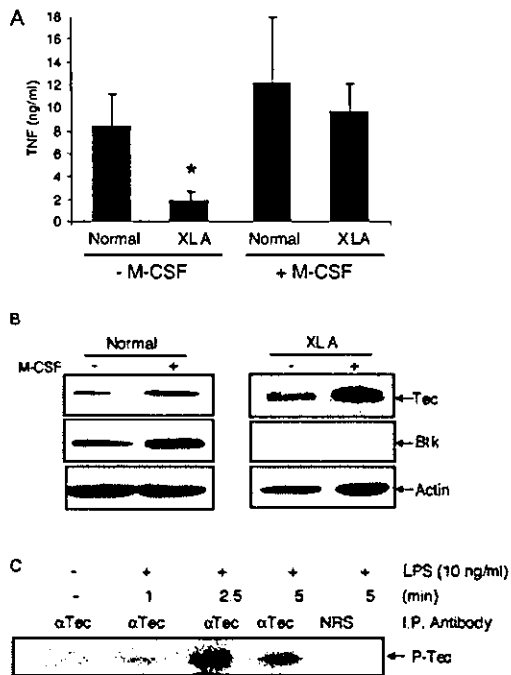 A
TNF (ng/ml)
18
16
14
12
10
8
6
4
2
0
*
Normal XLA Normal XLA
- M-CSF + M-CSF
B
Normal XLA
M-CSF - + - +
Tec
Btk
Actin
C
- + + + + LPS (10 ng/ml)
- 1 2.5 5 5 (min)
αTec αTec αTec αTec NRS I.P. Antibody
P-Tec